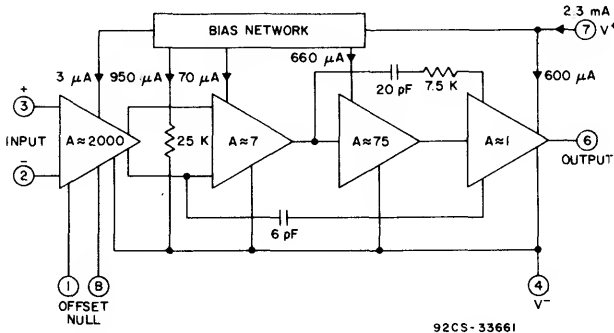 BIAS NETWORK
2.3 mA
7
V+
3 μA
950 μA
70 μA
660 μA
600 μA
20 pF
7.5 K
+
3
INPUT
−
2
A≈2000
25 K
A≈7
A≈75
A≈1
6
OUTPUT
6 pF
1
8
OFFSET
NULL
4
V−
92CS-33661